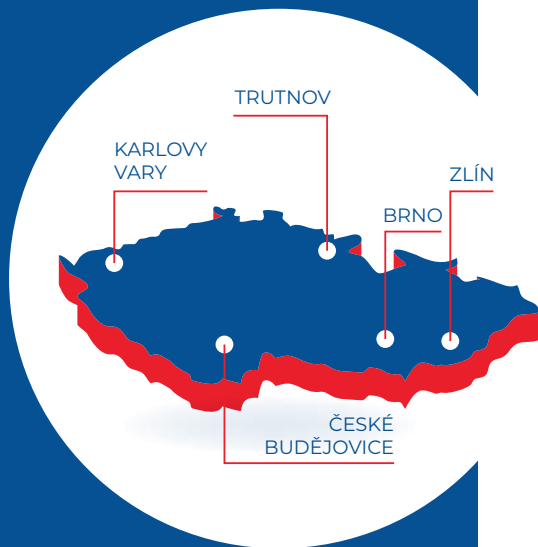 TRUTNOV
KARLOVY
VARY
ZLÍN
BRNO
ČESKÉ
BUDĚJOVICE